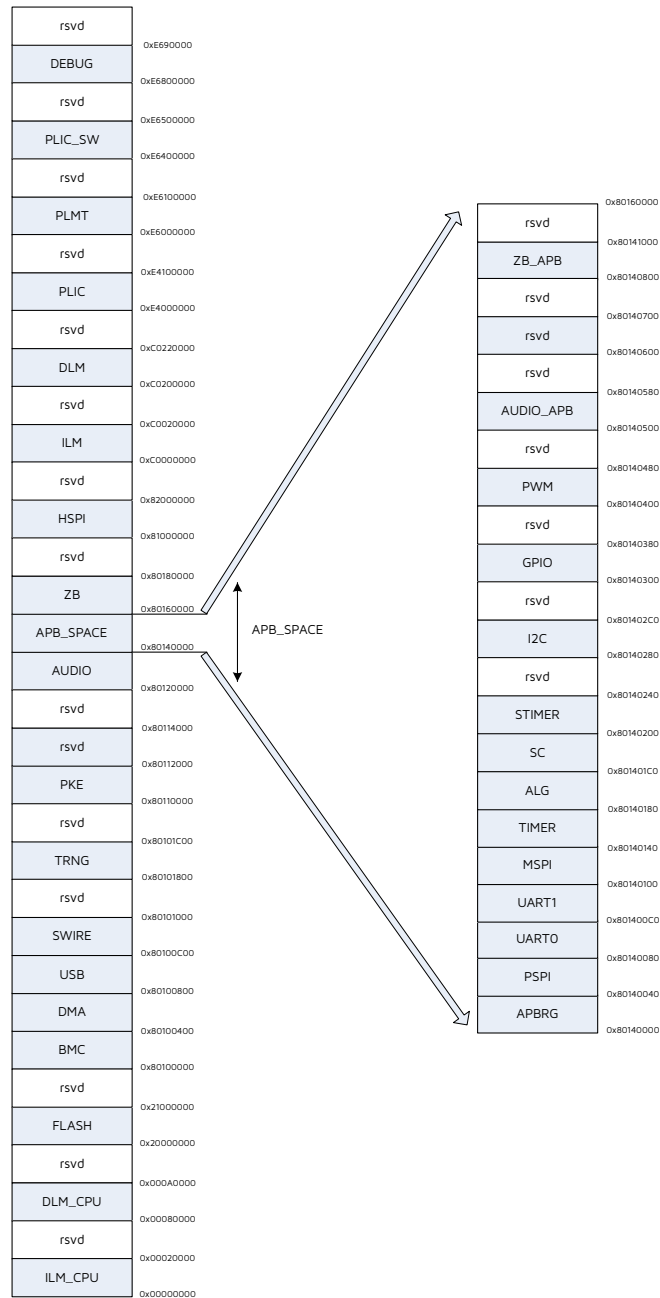 rsvd
0xE690000
DEBUG
0xE6800000
rsvd
0xE6500000
PLIC_SW
0xE6400000
rsvd
0xE6100000
PLMT
0xE6000000
rsvd
0xE4100000
PLIC
0xE4000000
rsvd
0xC0220000
DLM
0xC0200000
rsvd
0xC0020000
ILM
0xC0000000
rsvd
0x82000000
HSPI
0x81000000
rsvd
0x80180000
ZB
0x80160000
APB_SPACE
0x80140000
AUDIO
0x80120000
rsvd
0x80114000
rsvd
0x80112000
PKE
0x80110000
rsvd
0x80101C00
TRNG
0x80101800
rsvd
0x80101000
SWIRE
0x80100C00
USB
0x80100800
DMA
0x80100400
BMC
0x80100000
rsvd
0x21000000
FLASH
0x20000000
rsvd
0x000A0000
DLM_CPU
0x00080000
rsvd
0x00020000
ILM_CPU
0x00000000
APB_SPACE
0x80160000
rsvd
0x80141000
ZB_APB
0x80140800
rsvd
0x80140700
rsvd
0x80140600
rsvd
0x80140580
AUDIO_APB
0x80140500
rsvd
0x80140480
PWM
0x80140400
rsvd
0x80140380
GPIO
0x80140300
rsvd
0x801402C0
I2C
0x80140280
rsvd
0x80140240
STIMER
0x80140200
SC
0x801401C0
ALG
0x80140180
TIMER
0x80140140
MSPI
0x80140100
UART1
0x801400C0
UART0
0x80140080
PSPI
0x80140040
APBRG
0x80140000